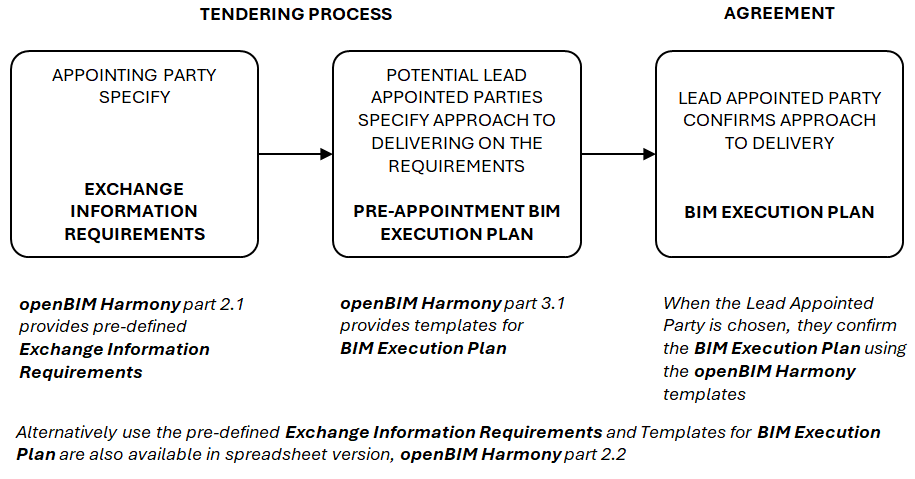 TENDERING PROCESS
AGREEMENT
APPOINTING PARTY
SPECIFY
EXCHANGE
INFORMATION
REQUIREMENTS
POTENTIAL LEAD
APPOINTED PARTIES
SPECIFY APPROACH TO
DELIVERING ON THE
REQUIREMENTS
PRE-APPOINTMENT BIM
EXECUTION PLAN
LEAD APPOINTED PARTY
CONFIRMS APPROACH
TO DELIVERY
BIM EXECUTION PLAN
openBIM Harmony part 2.1
provides pre-defined
Exchange Information
Requirements
openBIM Harmony part 3.1
provides templates for
BIM Execution Plan
When the Lead Appointed
Party is chosen, they confirm
the BIM Execution Plan using
the openBIM Harmony
templates
Alternatively use the pre-defined Exchange Information Requirements and Templates for BIM Execution
Plan are also available in spreadsheet version, openBIM Harmony part 2.2